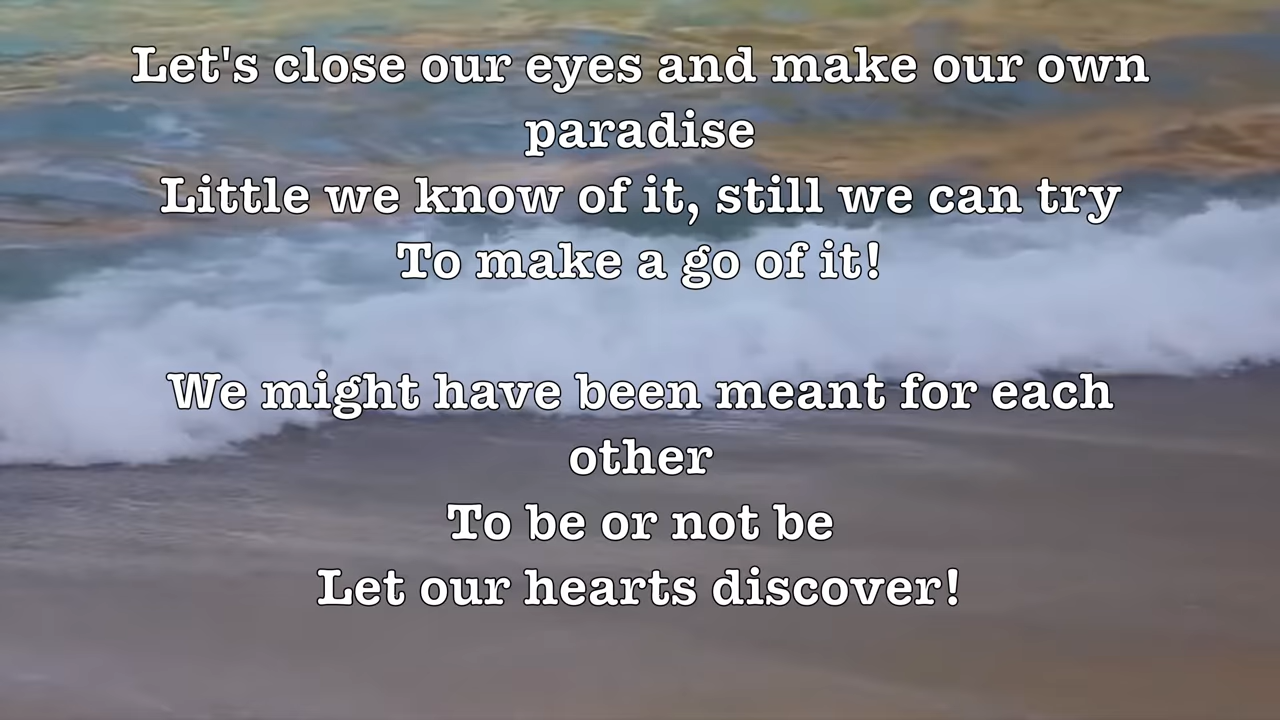 Let's close our eyes and make our own
paradise
Little we know of it, still we can try
To make a go of it!
We might have been meant for each
other
To be or not be
Let our hearts discover!